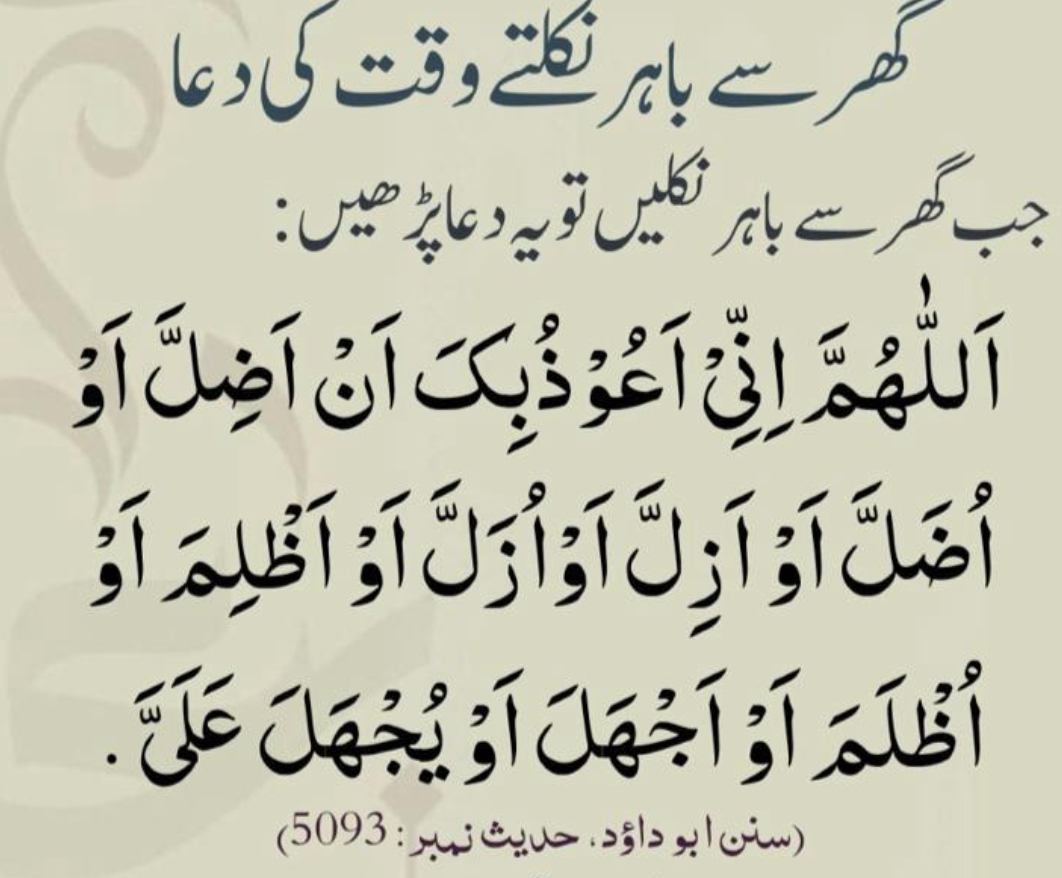 گھر سے باہر نکلتے وقت کی دعا
جب گھر سے باہر نکلیں تو یہ دعا پڑھیں:
اَللّٰهُمَّ اِنِّیْ اَعُوْذُبِکَ اَنْ اَضِلَّ اَوْ
اُضَلَّ اَوْ اَزِلَّ اَوْ اُزَلَّ اَوْ اَظْلِمَ اَوْ
اُظْلَمَ اَوْ اَجْهَلَ اَوْ یُجْهَلَ عَلَیَّ .
(سنن ابو داؤد، حدیث نمبر: 5093)